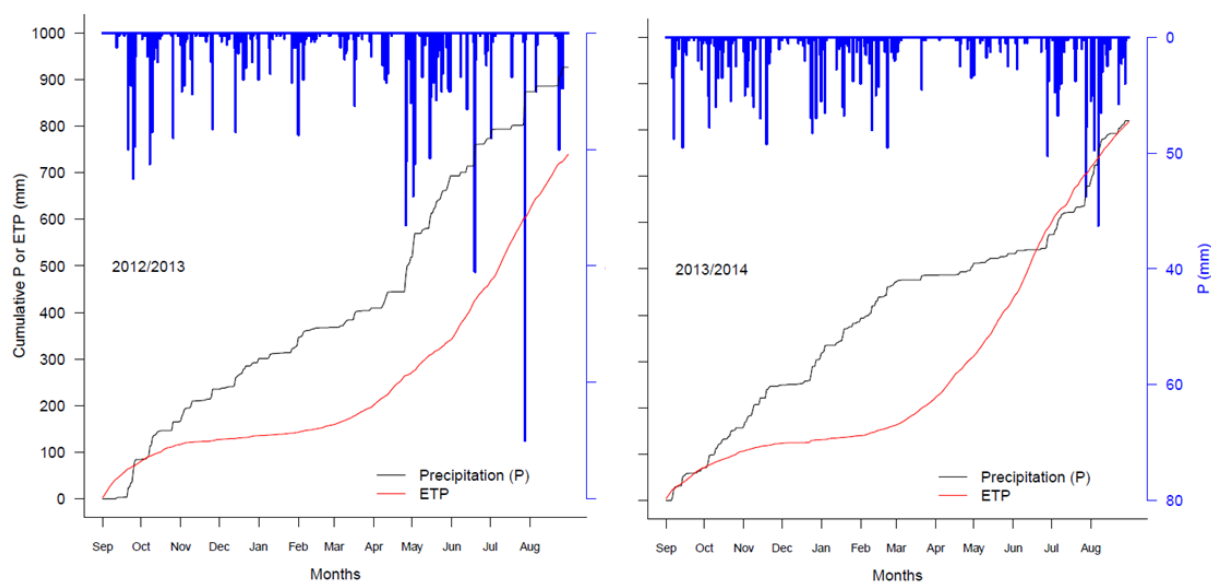 1000
900
800
700
600
500
400
300
200
100
0
Cumulative P or ETP (mm)
2012/2013
Precipitation (P)
ETP
Sep Oct Nov Dec Jan Feb Mar Apr May Jun Jul Aug
Months
2013/2014
Precipitation (P)
ETP
Sep Oct Nov Dec Jan Feb Mar Apr May Jun Jul Aug
Months
0
50
40
60
80
P (mm)